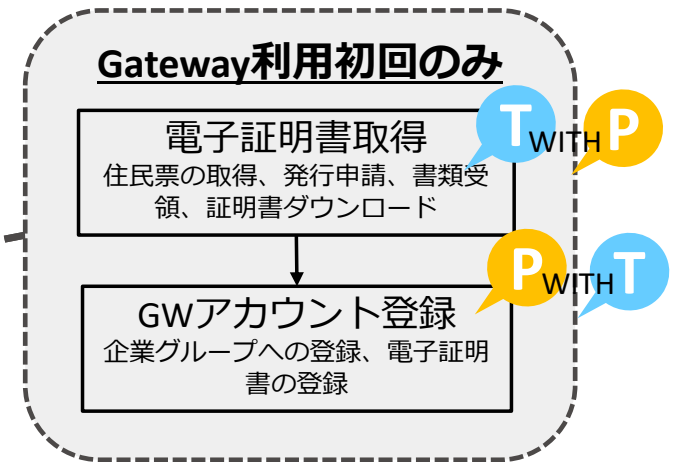 Gateway利用初回のみ
電子証明書取得
住民票の取得、発行申請、書類受
領、証明書ダウンロード
T WITH P
GWアカウント登録
企業グループへの登録、電子証明
書の登録
P WITH T